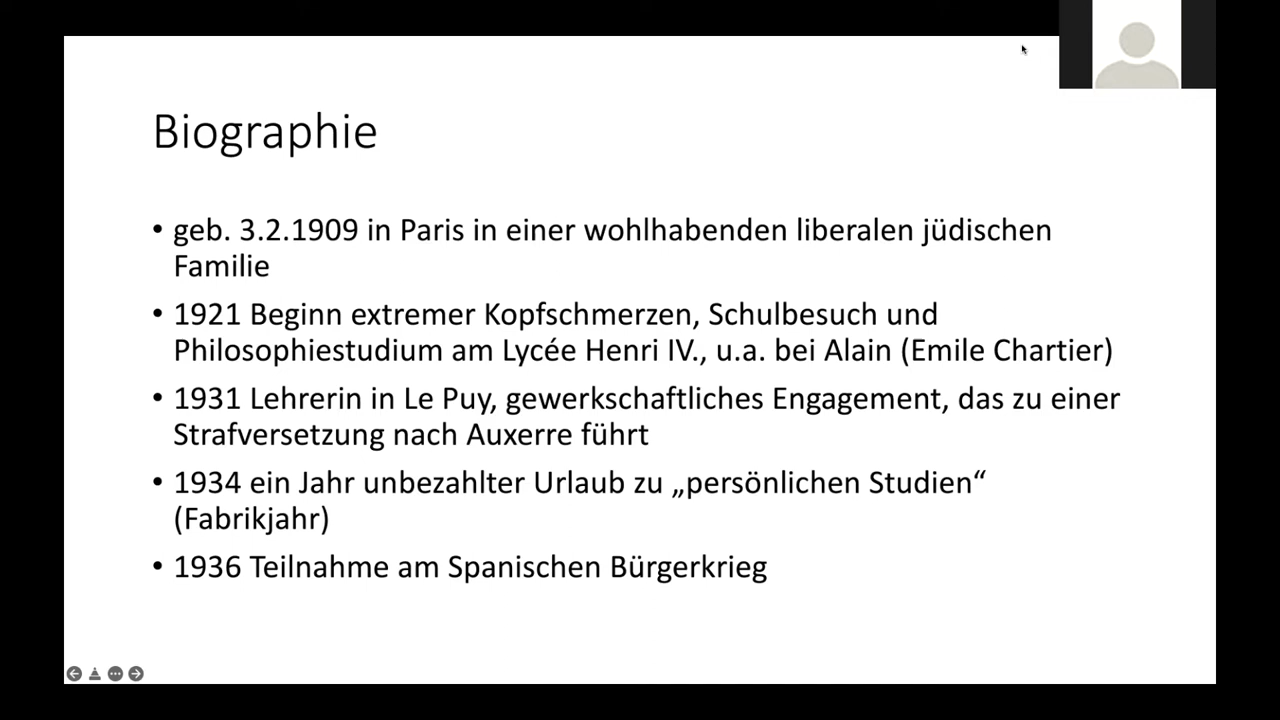 Biographie
• geb. 3.2.1909 in Paris in einer wohlhabenden liberalen jüdischen
Familie
• 1921 Beginn extremer Kopfschmerzen, Schulbesuch und
Philosophiestudium am Lycée Henri IV., u.a. bei Alain (Emile Chartier)
• 1931 Lehrerin in Le Puy, gewerkschaftliches Engagement, das zu einer
Strafversetzung nach Auxerre führt
• 1934 ein Jahr unbezahlter Urlaub zu „persönlichen Studien“
(Fabrikjahr)
• 1936 Teilnahme am Spanischen Bürgerkrieg